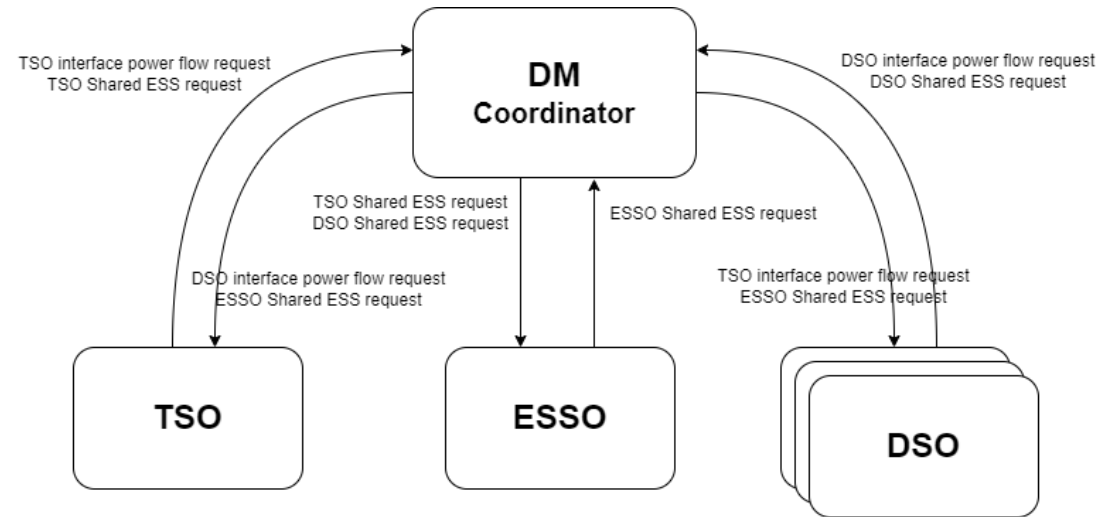 DM
Coordinator
TSO interface power flow request
TSO Shared ESS request
DSO interface power flow request
DSO Shared ESS request
TSO Shared ESS request
DSO Shared ESS request
ESSO Shared ESS request
DSO interface power flow request
ESSO Shared ESS request
TSO interface power flow request
ESSO Shared ESS request
TSO
ESSO
DSO